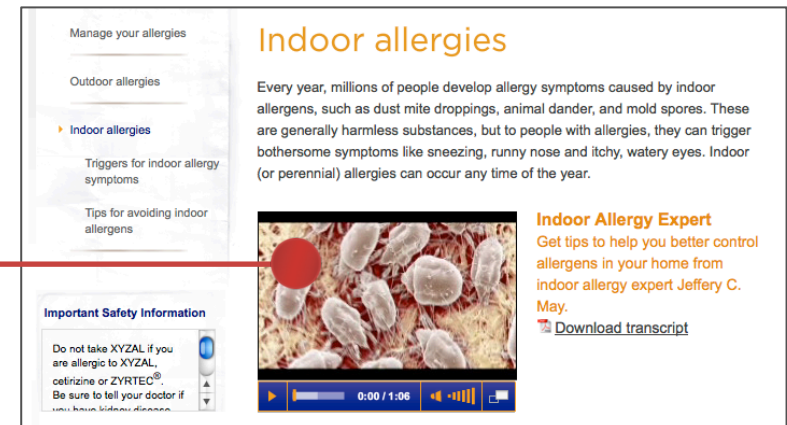 Manage your allergies
Outdoor allergies
Indoor allergies
Triggers for indoor allergy
symptoms
Tips for avoiding indoor
allergens
Important Safety Information
Do not take XYZAL if you
are allergic to XYZAL,
cetirizine or ZYRTEC®.
Be sure to tell your doctor if
you have kidney disease
Indoor allergies
Every year, millions of people develop allergy symptoms caused by indoor
allergens, such as dust mite droppings, animal dander, and mold spores. These
are generally harmless substances, but to people with allergies, they can trigger
bothersome symptoms like sneezing, runny nose and itchy, watery eyes. Indoor
(or perennial) allergies can occur any time of the year.
0:00 / 1:06
Indoor Allergy Expert
Get tips to help you better control
allergens in your home from
indoor allergy expert Jeffery C.
May.
Download transcript